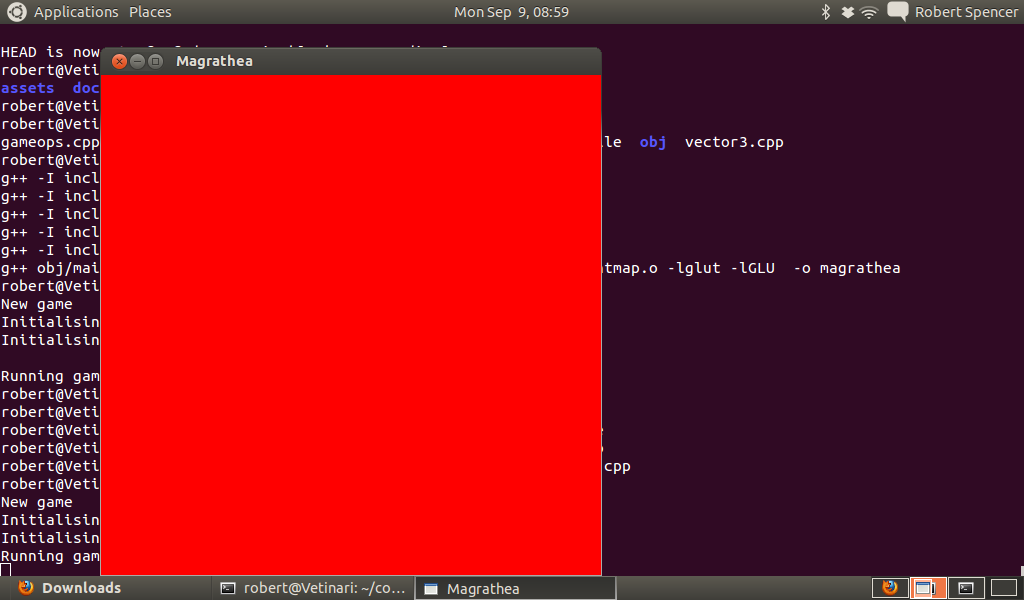 Applications Places Mon Sep 9, 08:59 Robert Spencer
HEAD is now
Magrathea
robert@Veti
assets doc
robert@Veti
robert@Veti
gameops.cpp le obj vector3.cpp
robert@Veti
g++ -I incl
g++ -I incl
g++ -I incl
g++ -I incl
g++ -I incl
g++ obj/mai tmap.o -lglut -lGLU -o magrathea
robert@Veti
New game
Initialisin
Initialisin
Running gam
robert@Veti
robert@Veti
robert@Veti
robert@Veti
robert@Veti cpp
robert@Veti
New game
Initialisin
Initialisin
Running gam
Downloads robert@Vetinari: ~/co... Magrathea